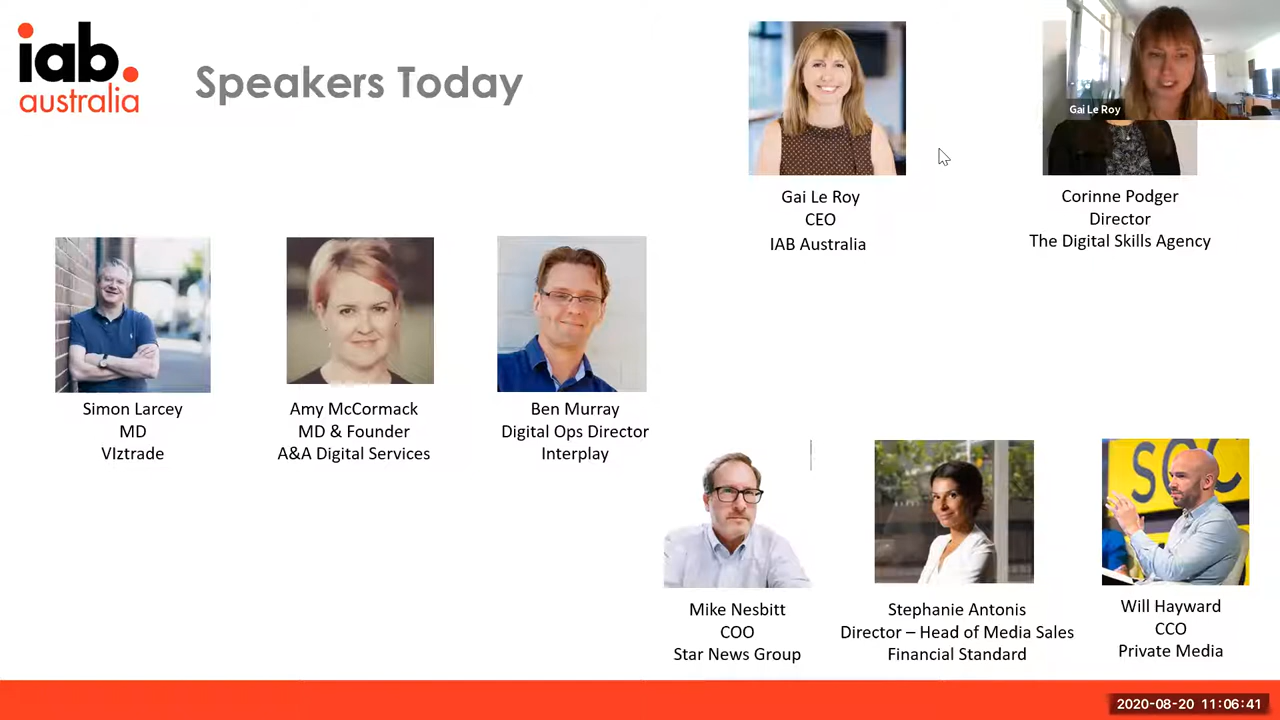 iab.
australia
Speakers Today
Gai Le Roy
Gai Le Roy
CEO
IAB Australia
Corinne Podger
Director
The Digital Skills Agency
Simon Larcey
MD
VIztrade
Amy McCormack
MD & Founder
A&A Digital Services
Ben Murray
Digital Ops Director
Interplay
SOC
Mike Nesbitt
COO
Star News Group
Stephanie Antonis
Director – Head of Media Sales
Financial Standard
Will Hayward
CCO
Private Media
2020-08-20 11:06:41